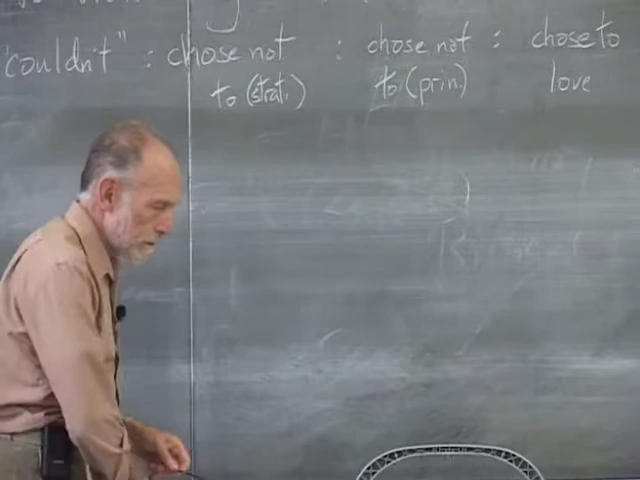 "couldn't" : chose not : chose not : chose to
to (strat.) to (prin.) love